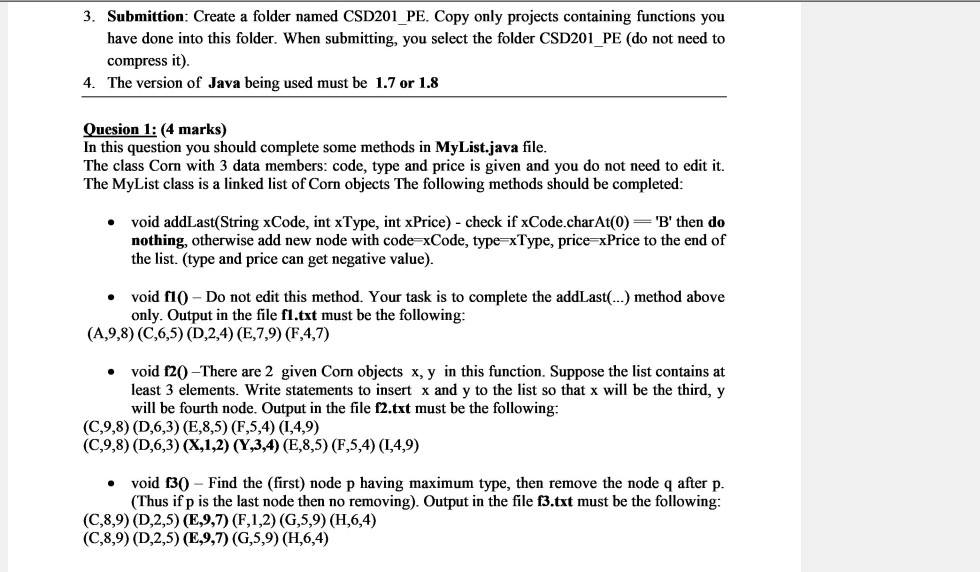 3. Submittion: Create a folder named CSD201_PE. Copy only projects containing functions you
have done into this folder. When submitting, you select the folder CSD201_PE (do not need to
compress it).
4. The version of Java being used must be 1.7 or 1.8
Quesion 1: (4 marks)
In this question you should complete some methods in MyList.java file.
The class Corn with 3 data members: code, type and price is given and you do not need to edit it.
The MyList class is a linked list of Corn objects The following methods should be completed:
• void addLast(String xCode, int xType, int xPrice) - check if xCode.charAt(0) == 'B' then do
nothing, otherwise add new node with code=xCode, type=xType, price=xPrice to the end of
the list. (type and price can get negative value).
• void f1() – Do not edit this method. Your task is to complete the addLast(...) method above
only. Output in the file f1.txt must be the following:
(A,9,8) (C,6,5) (D,2,4) (E,7,9) (F,4,7)
• void f2() –There are 2 given Corn objects x, y in this function. Suppose the list contains at
least 3 elements. Write statements to insert x and y to the list so that x will be the third, y
will be fourth node. Output in the file f2.txt must be the following:
(C,9,8) (D,6,3) (E,8,5) (F,5,4) (I,4,9)
(C,9,8) (D,6,3) (X,1,2) (Y,3,4) (E,8,5) (F,5,4) (I,4,9)
• void f3() – Find the (first) node p having maximum type, then remove the node q after p.
(Thus if p is the last node then no removing). Output in the file f3.txt must be the following:
(C,8,9) (D,2,5) (E,9,7) (F,1,2) (G,5,9) (H,6,4)
(C,8,9) (D,2,5) (E,9,7) (G,5,9) (H,6,4)